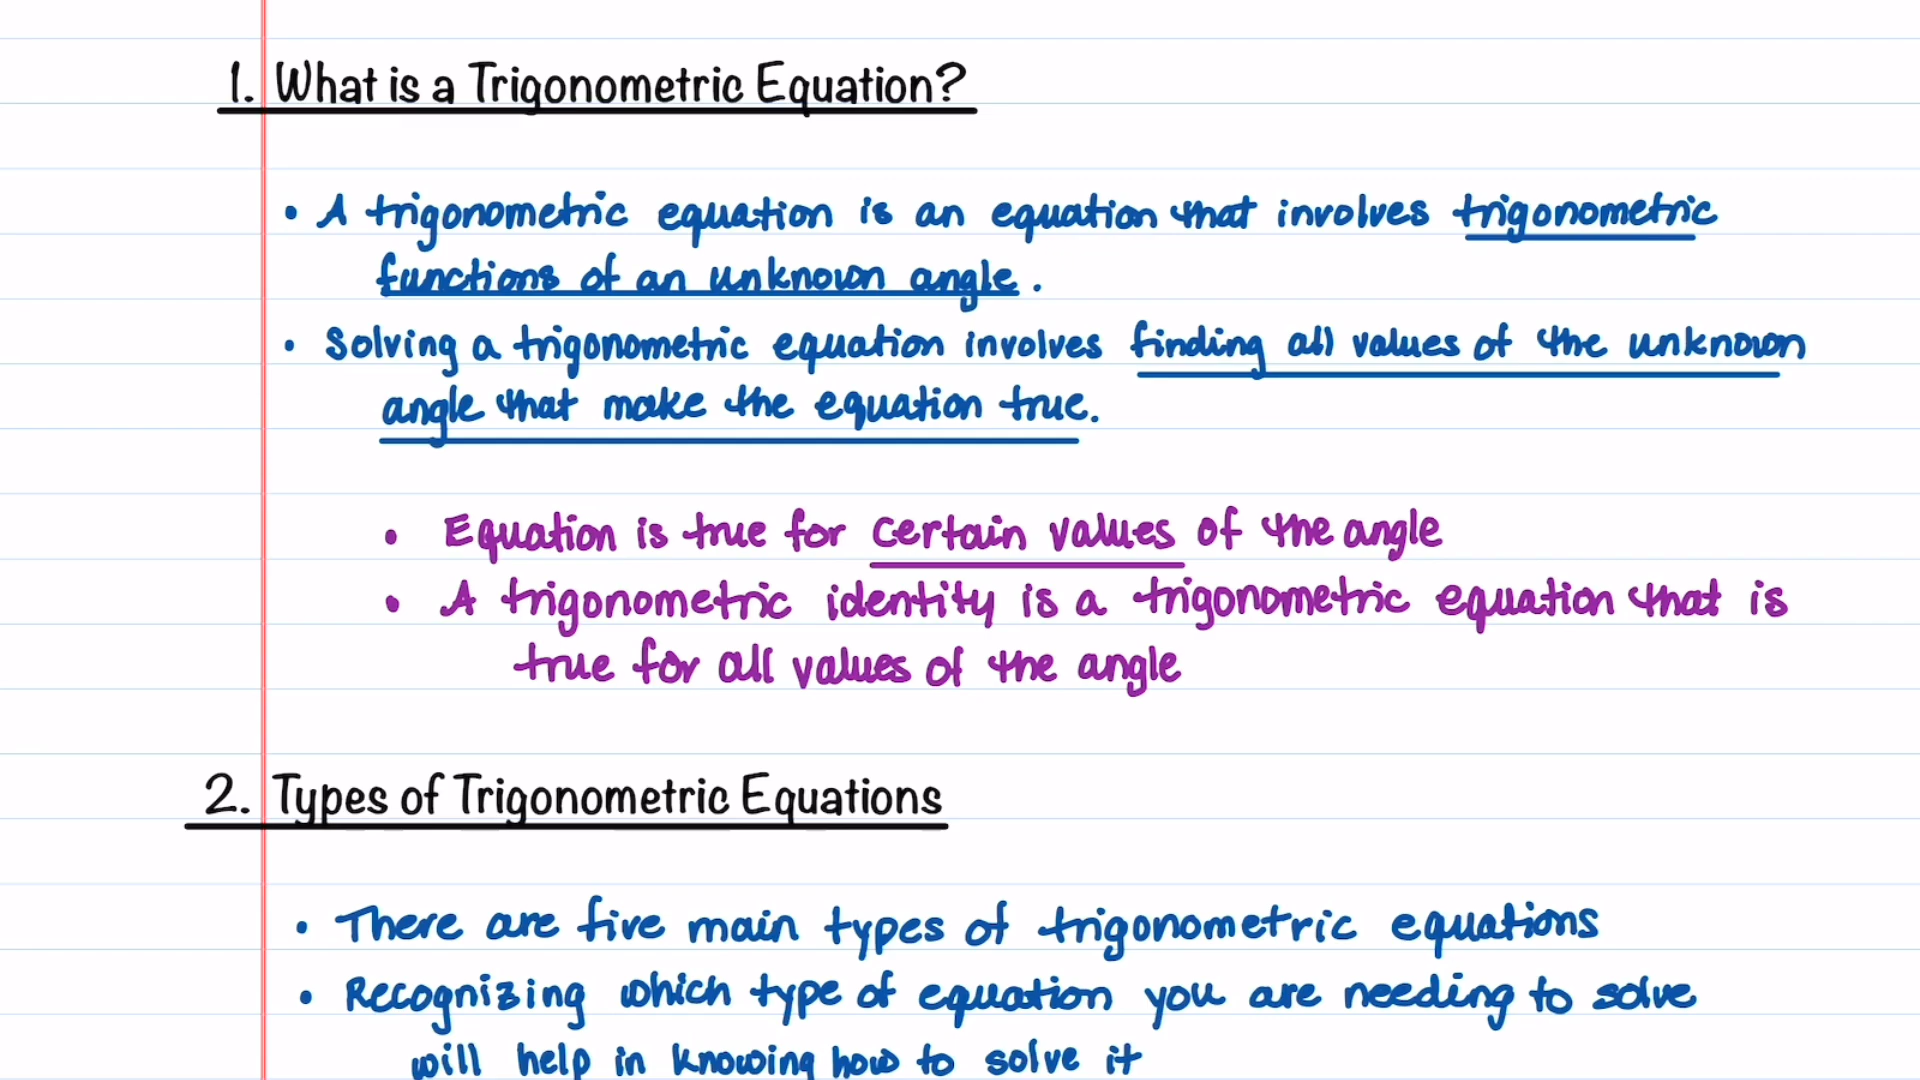 1. What is a Trigonometric Equation?
• A trigonometric equation is an equation that involves trigonometric
functions of an unknown angle.
• Solving a trigonometric equation involves finding all values of the unknown
angle that make the equation true.
• Equation is true for certain values of the angle
• A trigonometric identity is a trigonometric equation that is
true for all values of the angle
2. Types of Trigonometric Equations
• There are five main types of trigonometric equations
• Recognizing which type of equation you are needing to solve
will help in knowing how to solve it